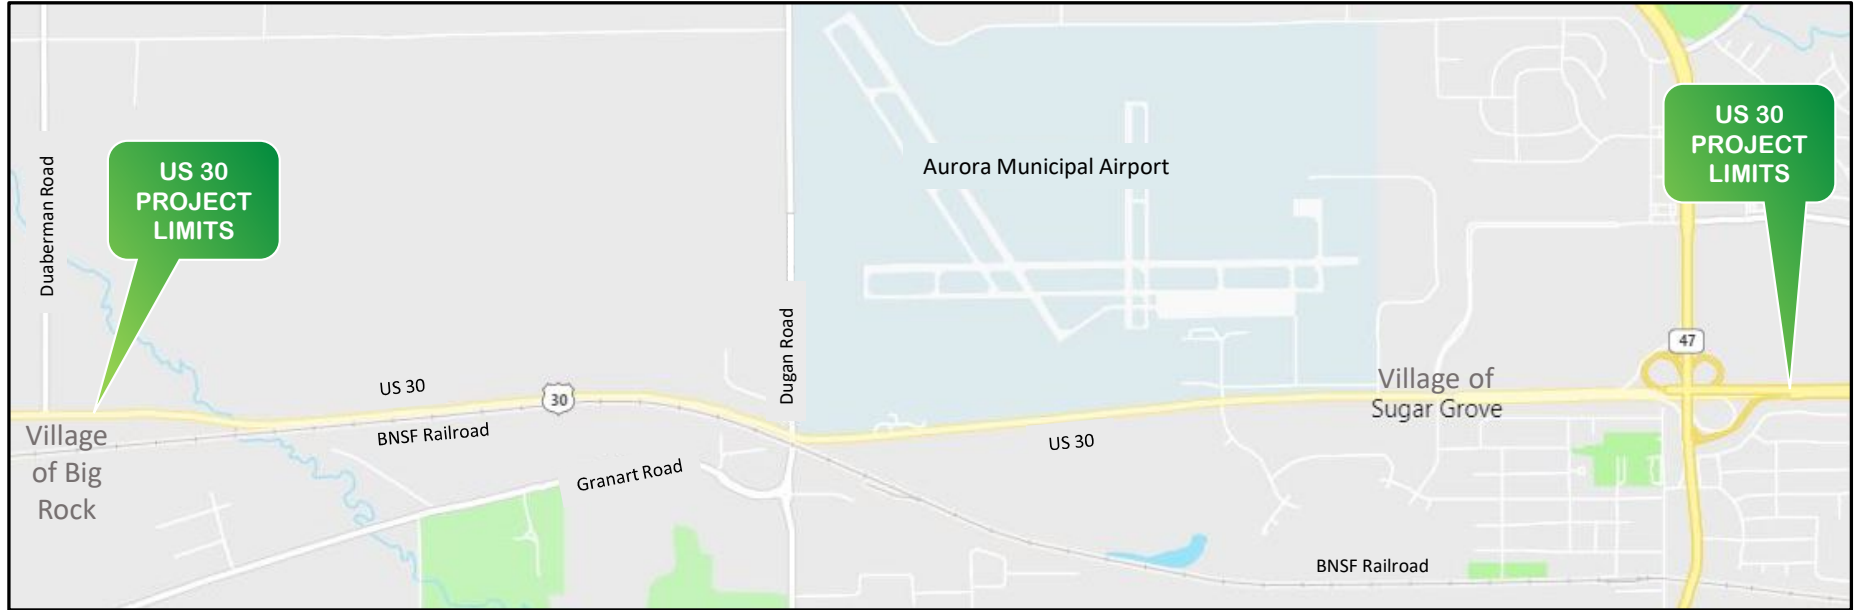 US 30
PROJECT
LIMITS
US 30
PROJECT
LIMITS
Duaberman Road
Aurora Municipal Airport
Dugan Road
47
US 30
30
Village of
Sugar Grove
BNSF Railroad
US 30
Village
of Big
Rock
Granart Road
BNSF Railroad